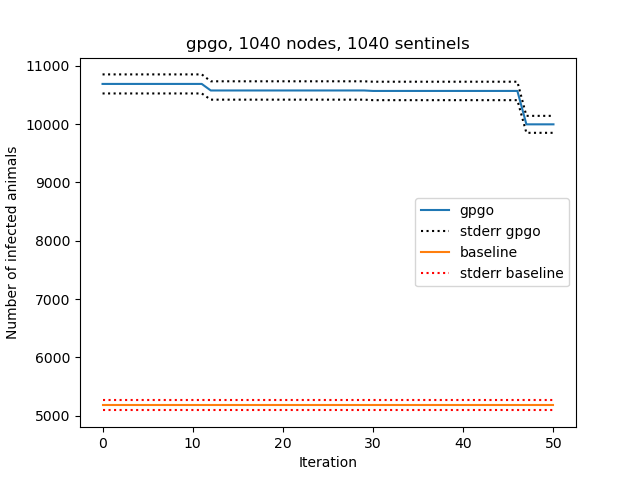 gpgo, 1040 nodes, 1040 sentinels
Number of infected animals
11000
10000
9000
8000
7000
6000
5000
gpgo
stderr gpgo
baseline
stderr baseline
0
10
20
30
40
50
Iteration